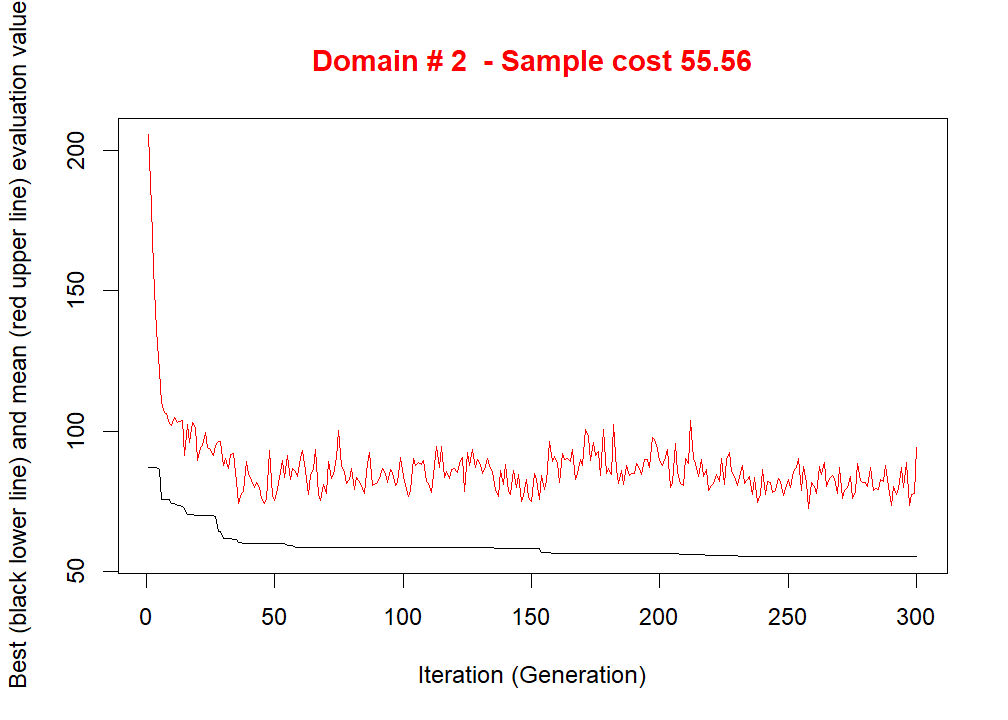 Domain # 2  - Sample cost 55.56
Best (black lower line) and mean (red upper line) evaluation value
200
150
100
50
0 50 100 150 200 250 300
Iteration (Generation)